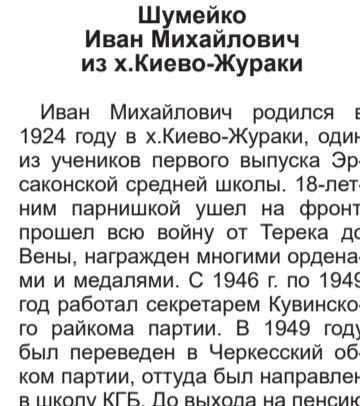 Шумейко
Иван Михайлович
из х.Киево-Жураки
Иван Михайлович родился в
1924 году в х.Киево-Жураки, один
из учеников первого выпуска Эр-
саконской средней школы. 18-лет-
ним парнишкой ушел на фронт
прошел всю войну от Терека до
Вены, награжден многими ордена-
ми и медалями. С 1946 г. по 1949
год работал секретарем Кувинско-
го райкома партии. В 1949 году
был переведен в Черкесский об-
ком партии, оттуда был направлен
в школу КГБ. До выхода на пенсию